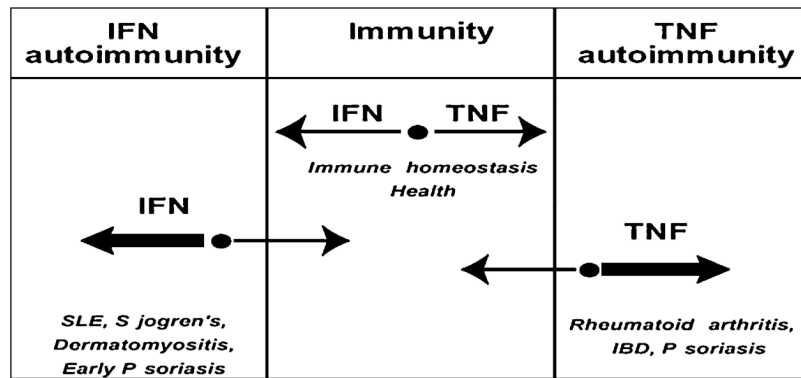 IFN
autoimmunity
Immunity
TNF
autoimmunity
IFN TNF
Immune homeostasis
Health
IFN
TNF
SLE, S jogren's,
Dermatomyositis,
Early P soriasis
Rheumatoid arthritis,
IBD, P soriasis